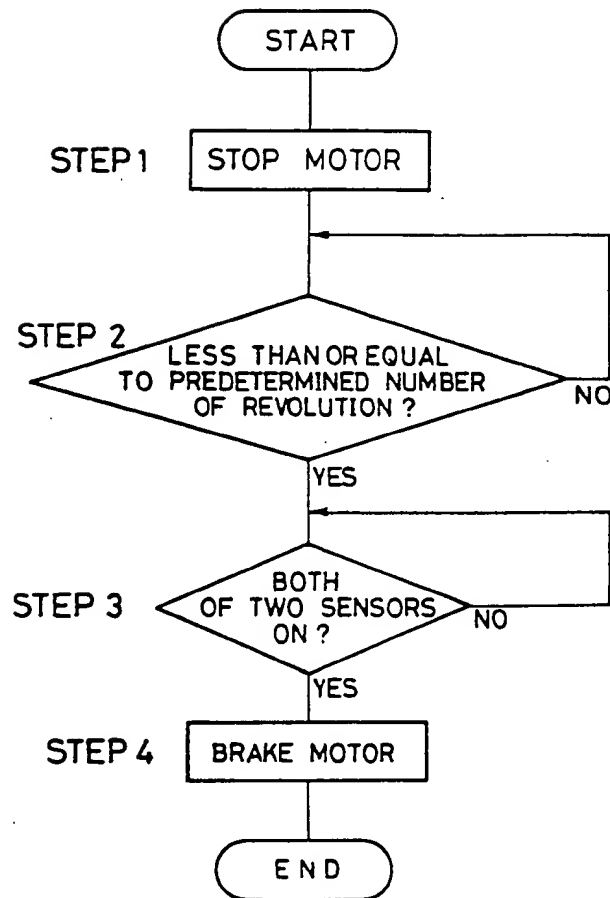 START
STEP 1
STOP MOTOR
STEP 2
LESS THAN OR EQUAL
TO PREDETERMINED NUMBER
OF REVOLUTION ?
NO
YES
STEP 3
BOTH
OF TWO SENSORS
ON ?
NO
YES
STEP 4
BRAKE MOTOR
END